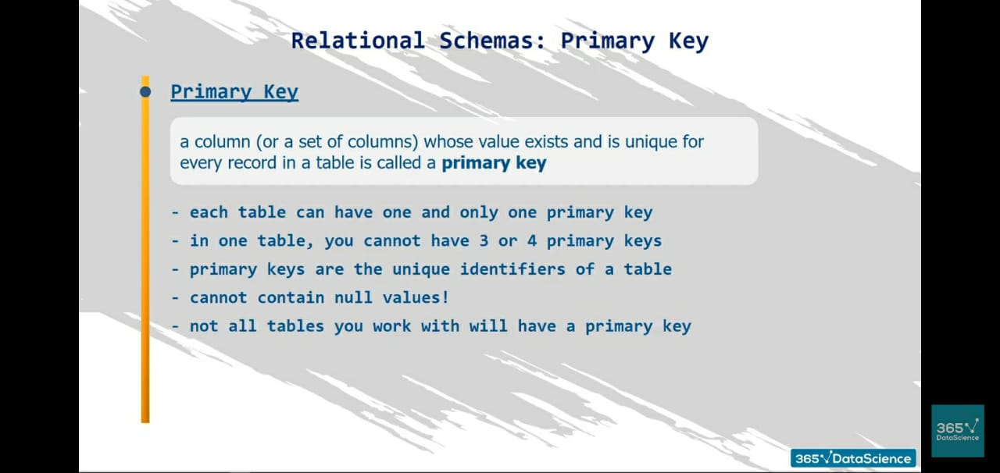 Relational Schemas: Primary Key
Primary Key
a column (or a set of columns) whose value exists and is unique for
every record in a table is called a primary key
- each table can have one and only one primary key
- in one table, you cannot have 3 or 4 primary keys
- primary keys are the unique identifiers of a table
- cannot contain null values!
- not all tables you work with will have a primary key
365
DataScience
365 DataScience